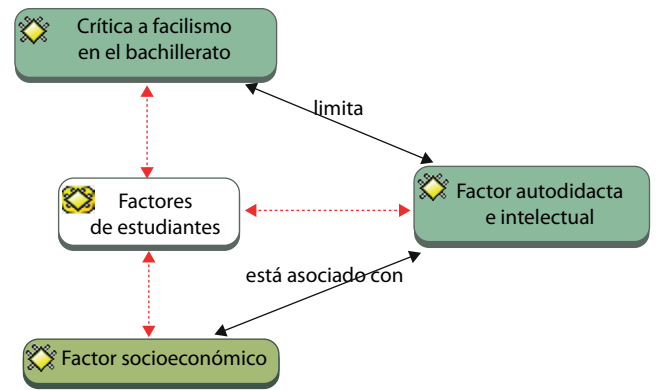 Crítica a facilismo
en el bachillerato
limita
Factor autodidacta
e intelectual
Factores
de estudiantes
está asociado con
Factor socioeconómico